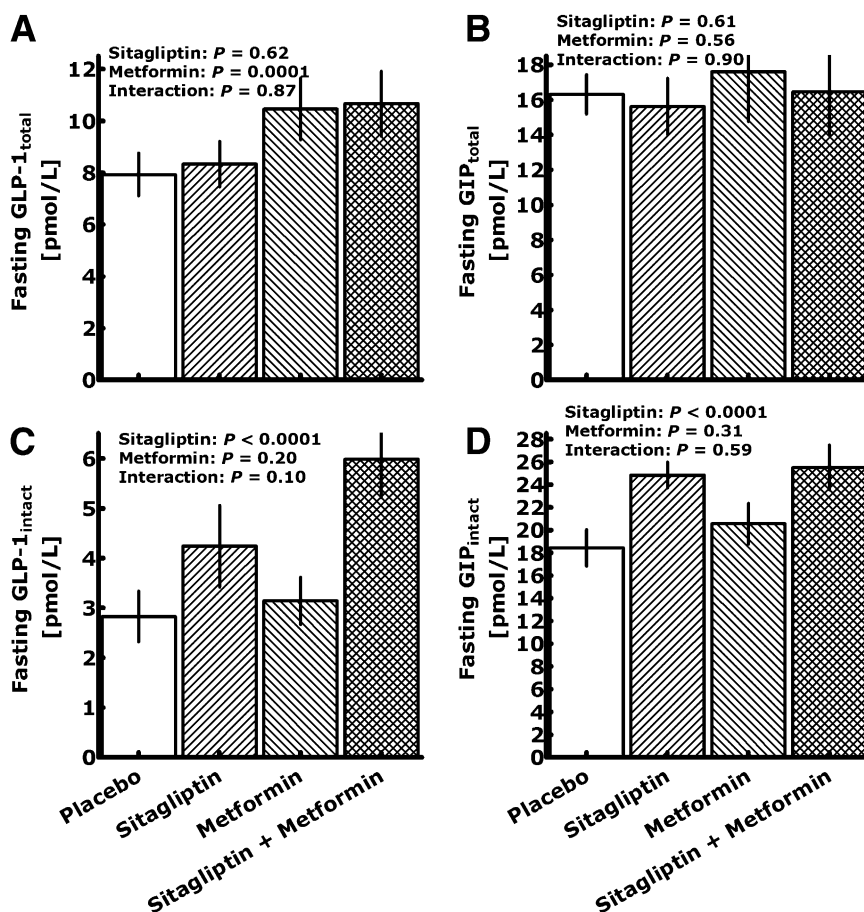 A
Sitagliptin: P = 0.62
Metformin: P = 0.0001
Interaction: P = 0.87
Fasting GLP-1total
[pmol/L]
12
10
8
6
4
2
0
B
Sitagliptin: P = 0.61
Metformin: P = 0.56
Interaction: P = 0.90
Fasting GIPtotal
[pmol/L]
18
16
14
12
10
8
6
4
2
0
C
Sitagliptin: P < 0.0001
Metformin: P = 0.20
Interaction: P = 0.10
Fasting GLP-1intact
[pmol/L]
6
5
4
3
2
1
0
Placebo
Sitagliptin
Metformin
Sitagliptin + Metformin
D
Sitagliptin: P < 0.0001
Metformin: P = 0.31
Interaction: P = 0.59
Fasting GIPintact
[pmol/L]
28
26
24
22
20
18
16
14
12
10
8
6
4
2
0
Placebo
Sitagliptin
Metformin
Sitagliptin + Metformin